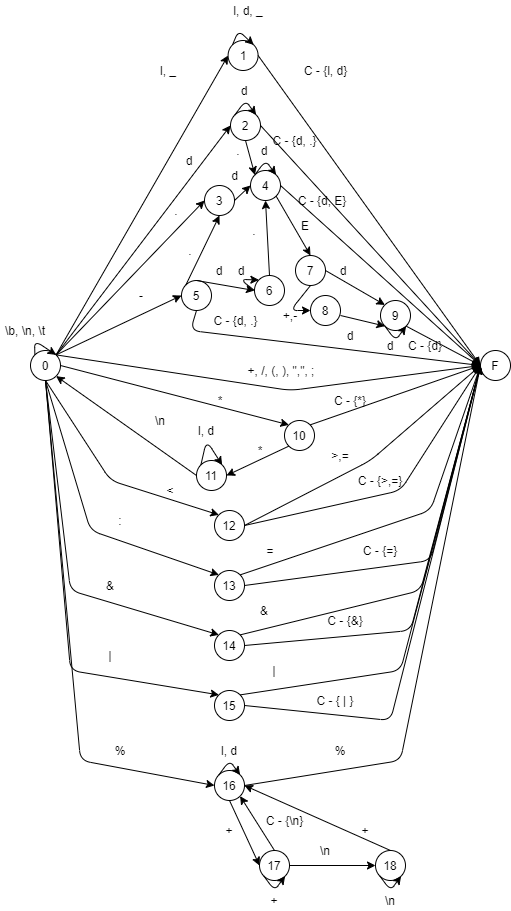 l, d, _
1
l, _
C - {l, d}
d
2
C - {d, .}
.
d
d
d
4
C - {d, E}
3
.
E
.
.
7
d
d
d
-
5
6
8
+,-
9
C - {d, .}
d
d
C - {d}
\b, \n, \t
0
F
+, /, (, ), ",", ;
*
C - {*}
\n
l, d
10
*
>,=
11
C - {>,=}
<
12
:
=
C - {=}
13
&
&
C - {&}
14
|
|
C - { | }
15
%
l, d
%
16
C - {\n}
+
+
\n
17
18
+
\n